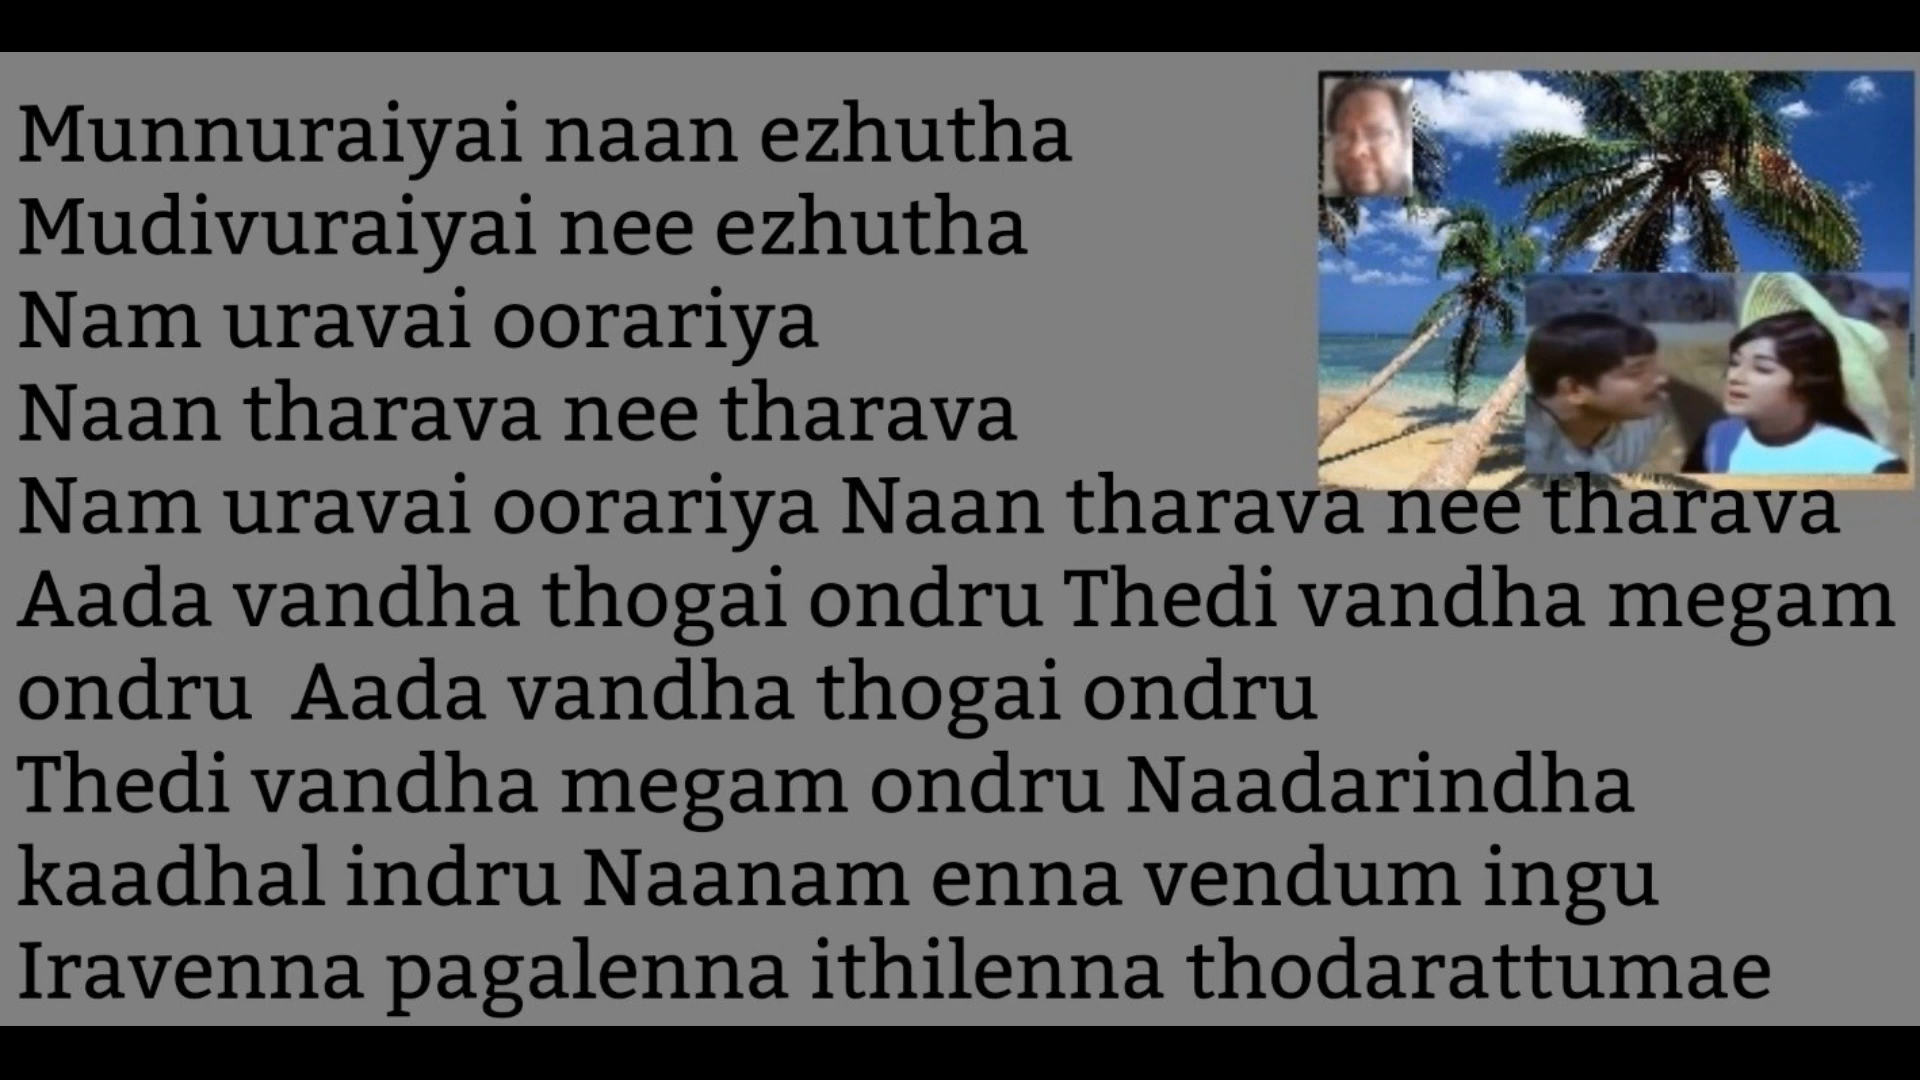 Munnuraiyai naan ezhutha
Mudivuraiyai nee ezhutha
Nam uravai oorariya
Naan tharava nee tharava
Nam uravai oorariya Naan tharava nee tharava
Aada vandha thogai ondru Thedi vandha megam
ondru  Aada vandha thogai ondru
Thedi vandha megam ondru Naadarindha
kaadhal indru Naanam enna vendum ingu
Iravenna pagalenna ithilenna thodarattumae